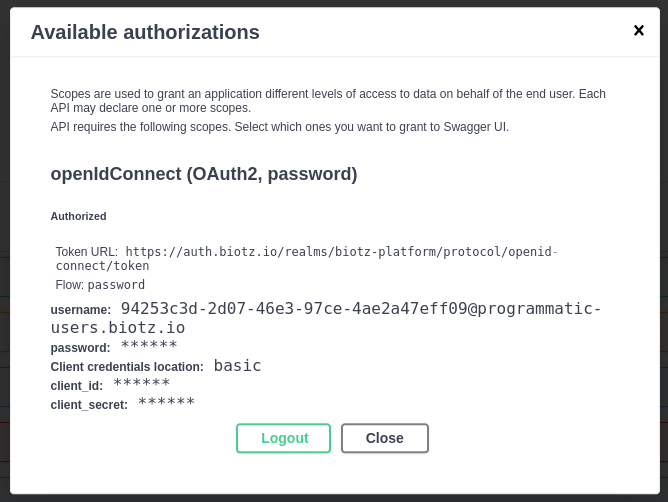 Available authorizations
Scopes are used to grant an application different levels of access to data on behalf of the end user. Each
API may declare one or more scopes.
API requires the following scopes. Select which ones you want to grant to Swagger UI.
openIdConnect (OAuth2, password)
Authorized
Token URL: https://auth.biotz.io/realms/biotz-platform/protocol/openid-
connect/token
Flow: password
username: 94253c3d-2d07-46e3-97ce-4ae2a47eff09@programmatic-
users.biotz.io
password: ******
Client credentials location: basic
client_id: ******
client_secret: ******
Logout Close